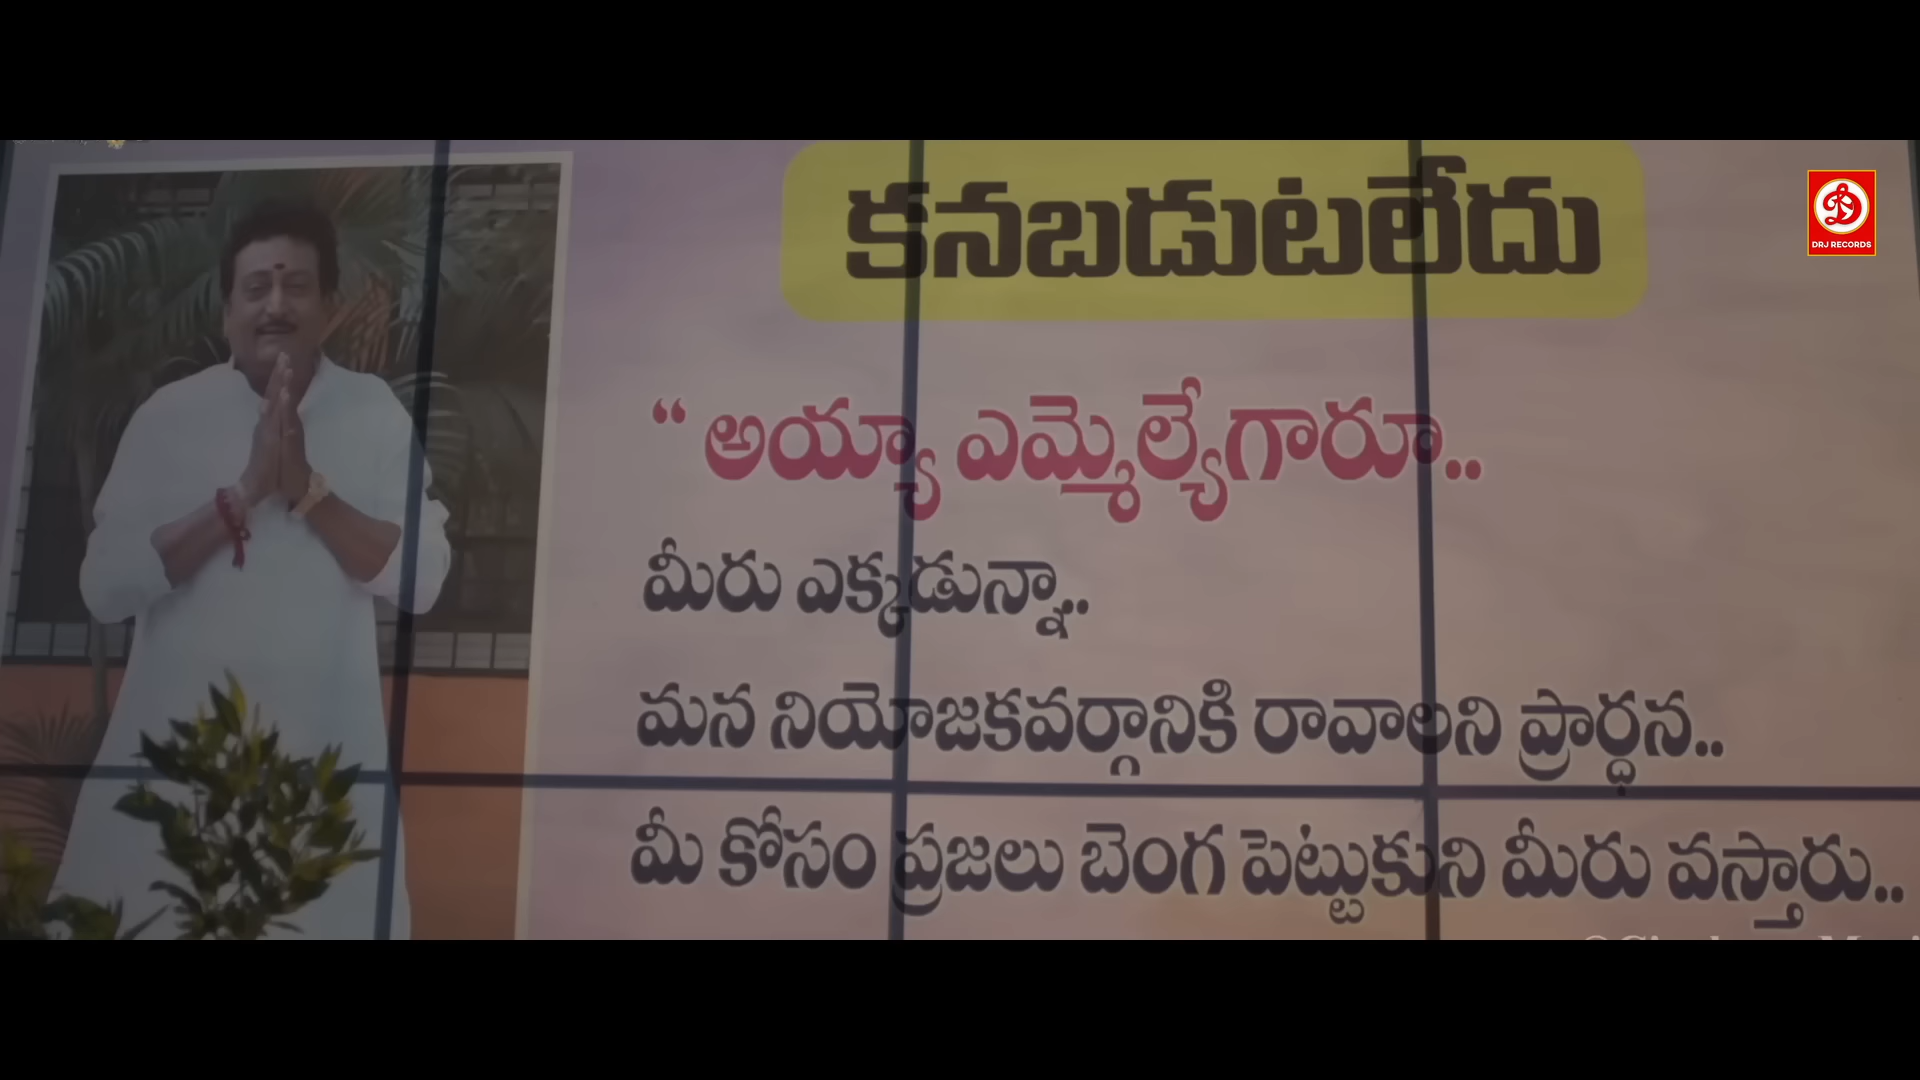 కనబడుటలేదు
DRJ RECORDS
“ అయ్యా ఎమ్మెల్యేగారూ..
మీరు ఎక్కడున్నా..
మన నియోజకవర్గానికి రావాలని ప్రార్ధన..
మీ కోసం ప్రజలు బెంగ పెట్టుకుని మీరు వస్తారు..